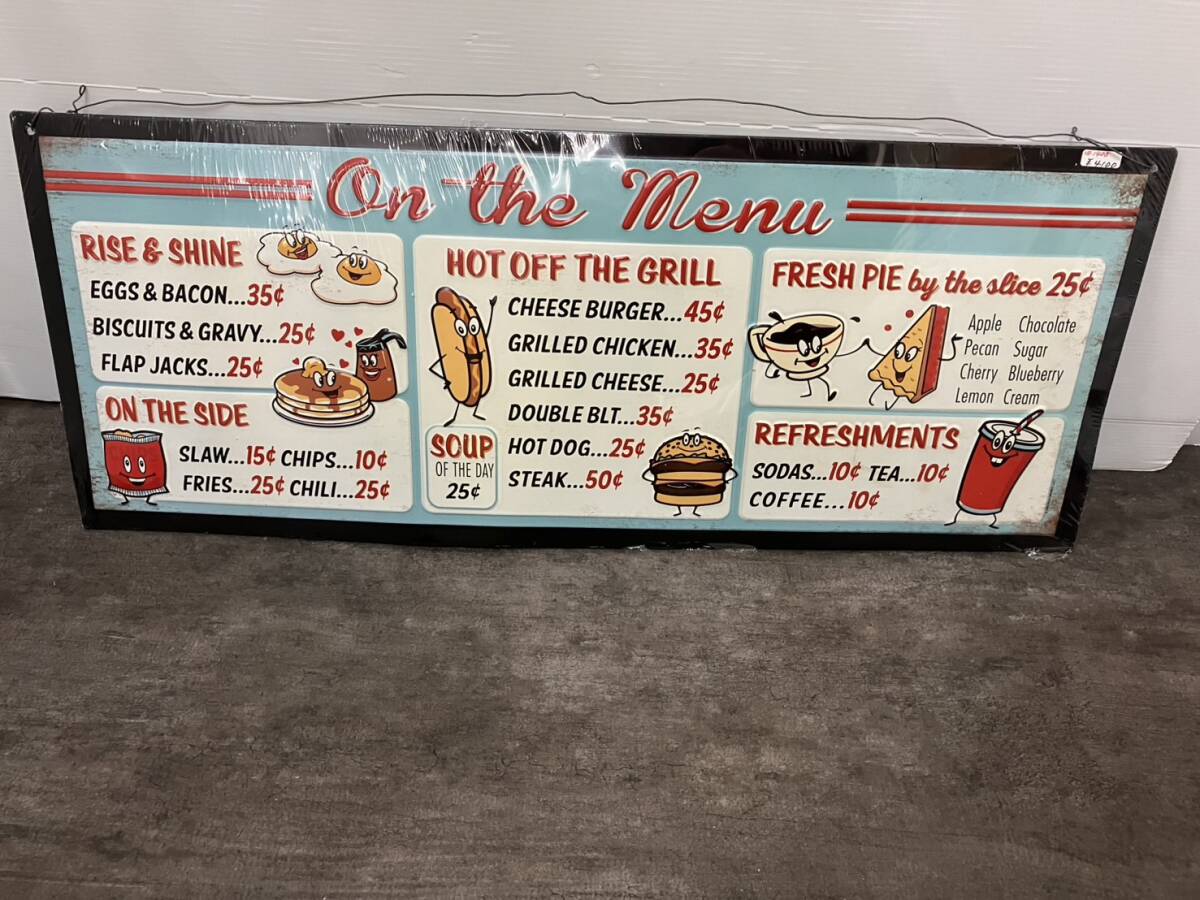 On the Menu
¥4100
RISE & SHINE
EGGS & BACON...35¢
BISCUITS & GRAVY...25¢
FLAP JACKS...25¢
ON THE SIDE
SLAW...15¢ CHIPS...10¢
FRIES...25¢ CHILI...25¢
HOT OFF THE GRILL
CHEESE BURGER...45¢
GRILLED CHICKEN...35¢
GRILLED CHEESE...25¢
DOUBLE BLT...35¢
HOT DOG...25¢
STEAK...50¢
SOUP
OF THE DAY
25¢
FRESH PIE by the slice 25¢
Apple Chocolate
Pecan Sugar
Cherry Blueberry
Lemon Cream
REFRESHMENTS
SODAS...10¢ TEA...10¢
COFFEE...10¢